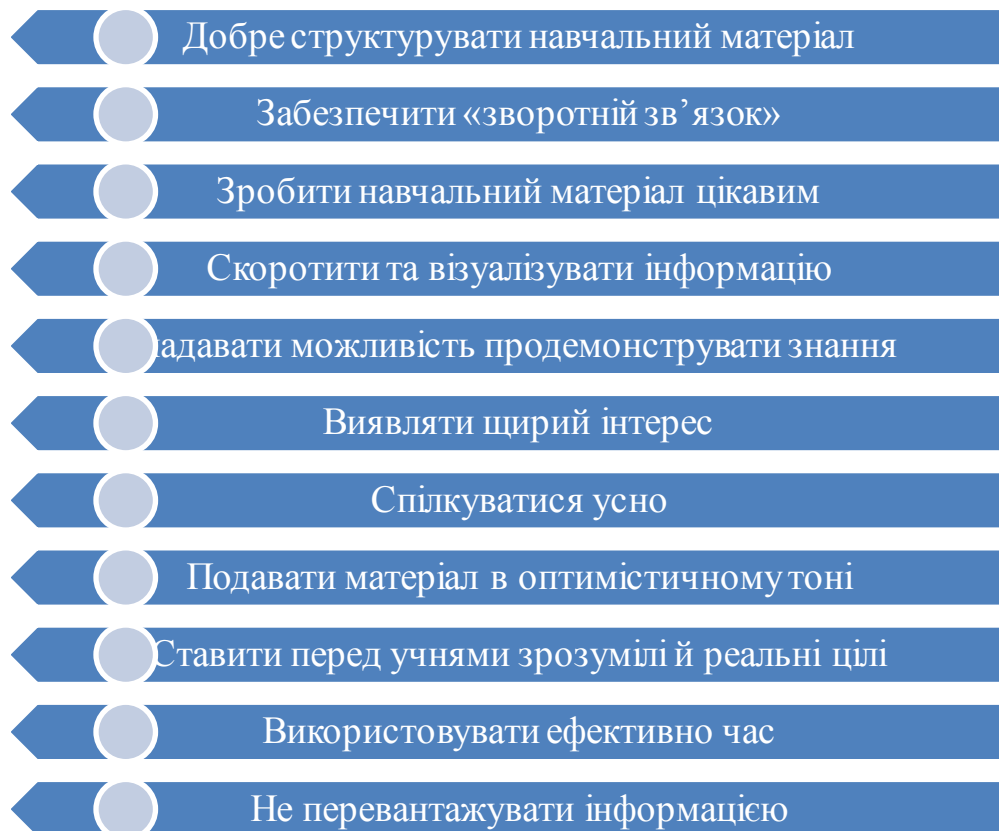 Добре структурувати навчальний матеріал
Забезпечити «зворотній зв’язок»
Зробити навчальний матеріал цікавим
Скоротити та візуалізувати інформацію
можливість продемонструвати знання
Виявляти щирий інтерес
Спілкуватися усно
Подавати матеріал в оптимістичному тоні
Ставити перед учнями зрозумілі й реальні цілі
Використовувати ефективно час
Не перевантажувати інформацією